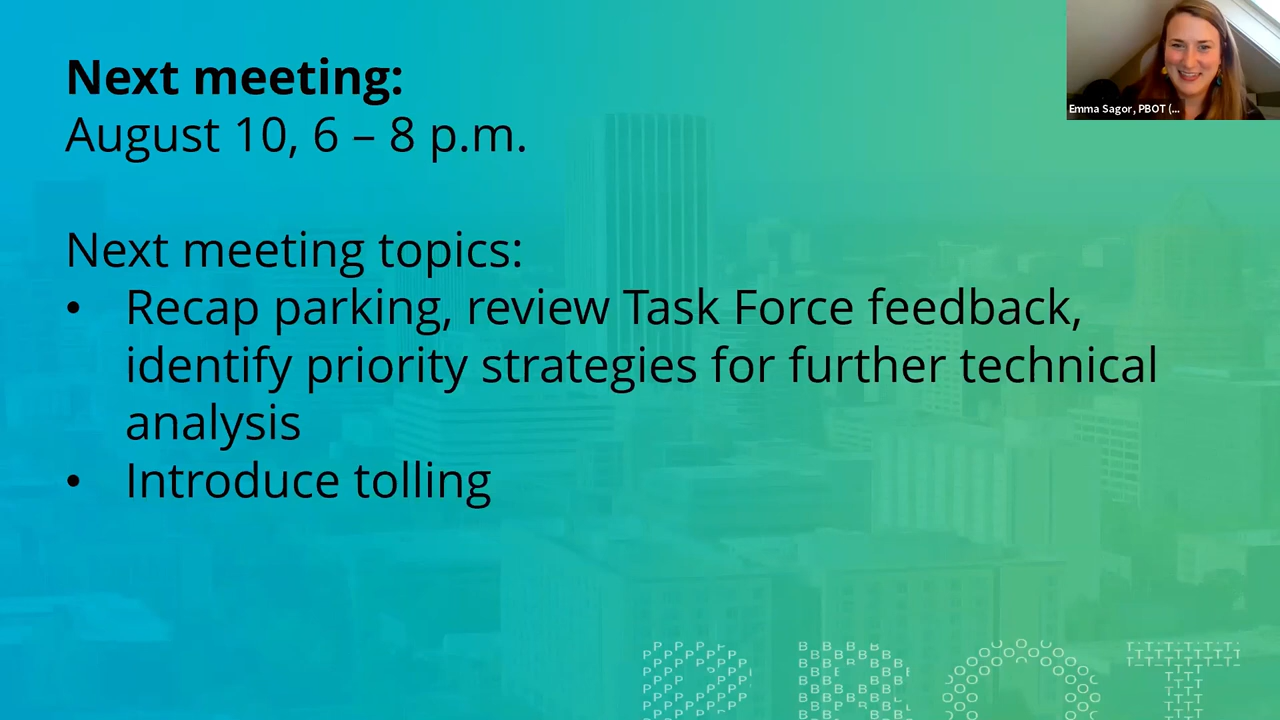 Next meeting:
August 10, 6 – 8 p.m.
Next meeting topics:
• Recap parking, review Task Force feedback,
identify priority strategies for further technical
analysis
• Introduce tolling
Emma Sagor, PBOT (...
PBOT